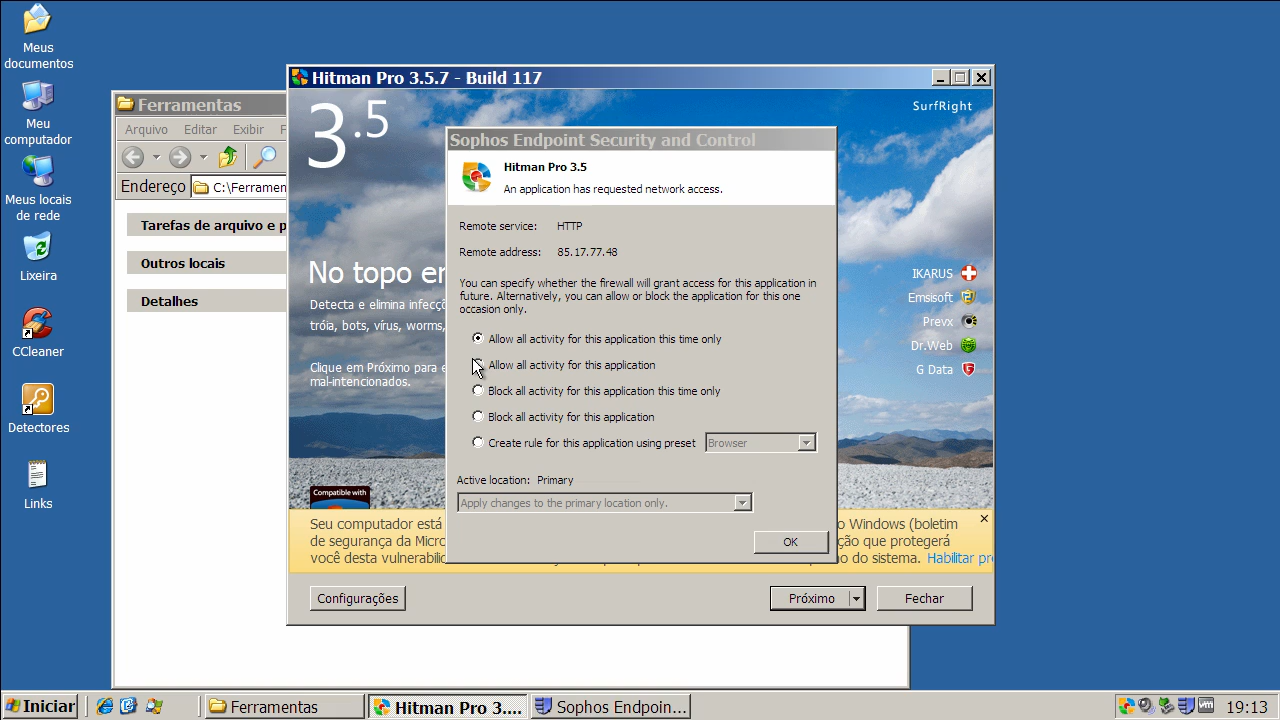 Meus
documentos
Meu
computador
Meus locais
de rede
Lixeira
CCleaner
Detectores
Links
Ferramentas
Arquivo Editar Exibir F
Endereço C:\Ferramen
Tarefas de arquivo e p
Outros locais
Detalhes
Hitman Pro 3.5.7 - Build 117
3.5
SurfRight
No topo en
Detecta e elimina infecçõ
tróia, bots, vírus, worms,
Clique em Próximo para e
mal-intencionados.
IKARUS
Emsisoft
Prevx
Dr.Web
G Data
Compatible with
Sophos Endpoint Security and Control
Hitman Pro 3.5
An application has requested network access.
Remote service: HTTP
Remote address: 85.17.77.48
You can specify whether the firewall will grant access for this application in
future. Alternatively, you can allow or block the application for this one
occasion only.
Allow all activity for this application this time only
Allow all activity for this application
Block all activity for this application this time only
Block all activity for this application
Create rule for this application using preset Browser
Active location: Primary
Apply changes to the primary location only.
OK
Seu computador está o Windows (boletim
de segurança da Micro ção que protegerá
você desta vulnerabilid o do sistema. Habilitar pr
Configurações
Próximo
Fechar
Iniciar
Ferramentas
Hitman Pro 3....
Sophos Endpoin...
19:13